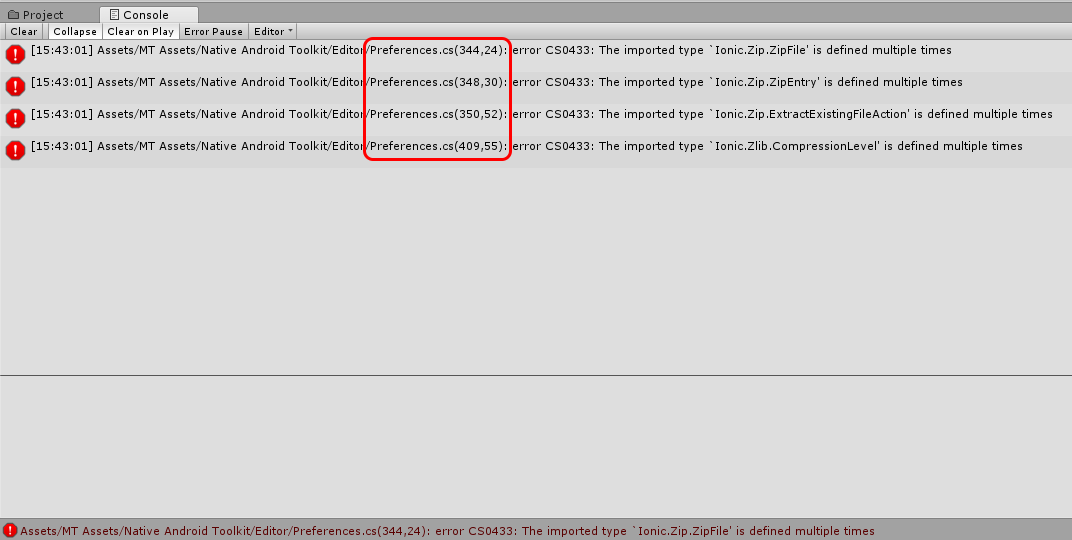 Project Console
Clear Collapse Clear on Play Error Pause Editor
[15:43:01] Assets/MT Assets/Native Android Toolkit/Editor/Preferences.cs(344,24): error CS0433: The imported type `Ionic.Zip.ZipFile' is defined multiple times
[15:43:01] Assets/MT Assets/Native Android Toolkit/Editor/Preferences.cs(348,30): error CS0433: The imported type `Ionic.Zip.ZipEntry' is defined multiple times
[15:43:01] Assets/MT Assets/Native Android Toolkit/Editor/Preferences.cs(350,52): error CS0433: The imported type `Ionic.Zip.ExtractExistingFileAction' is defined multiple times
[15:43:01] Assets/MT Assets/Native Android Toolkit/Editor/Preferences.cs(409,55): error CS0433: The imported type `Ionic.Zlib.CompressionLevel' is defined multiple times
Assets/MT Assets/Native Android Toolkit/Editor/Preferences.cs(344,24): error CS0433: The imported type `Ionic.Zip.ZipFile' is defined multiple times